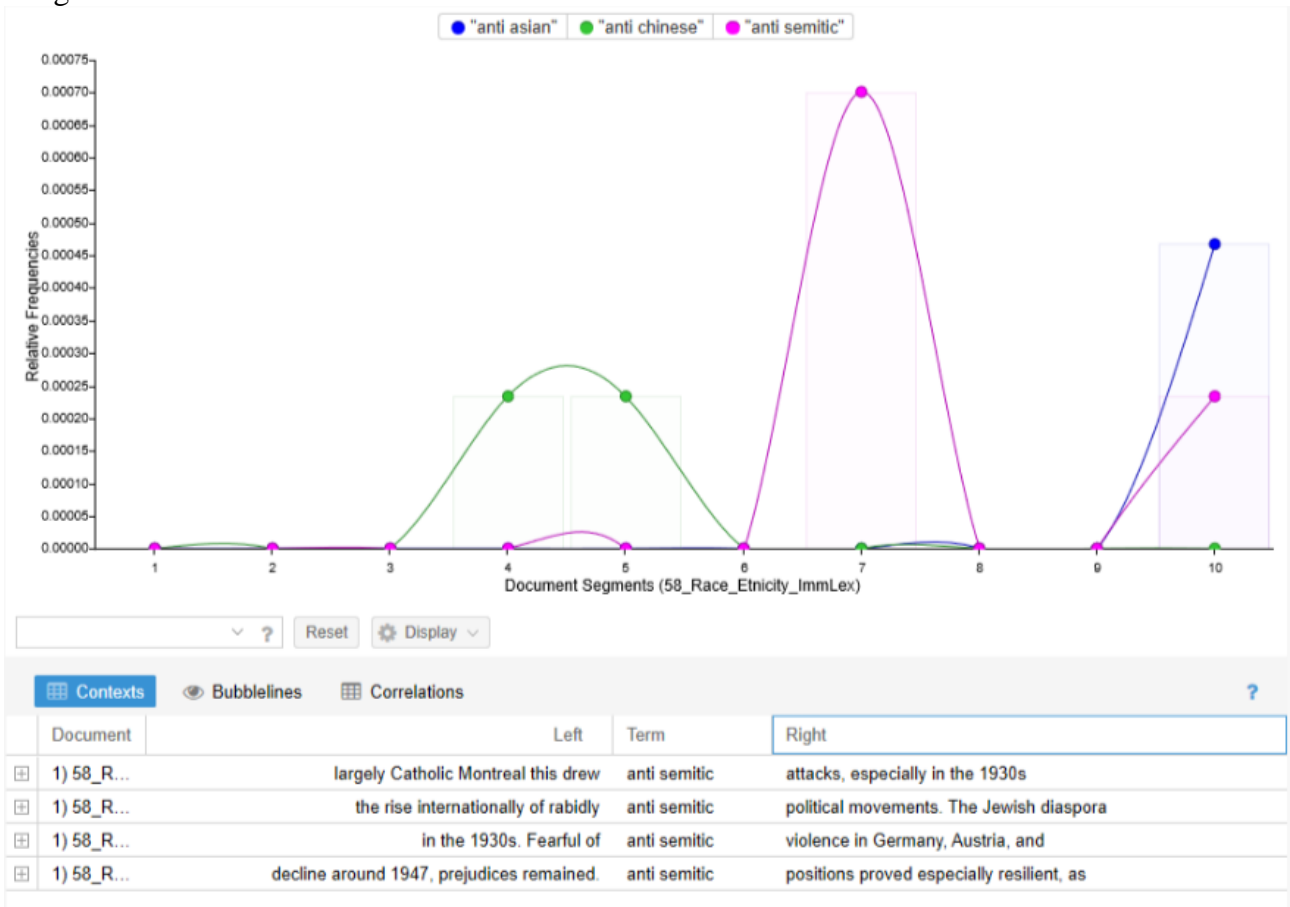 "anti asian" "anti chinese" "anti semitic"
0.00075
0.00070
0.00065
0.00060
0.00055
0.00050
0.00045
0.00040
0.00035
0.00030
0.00025
0.00020
0.00015
0.00010
0.00005
0.00000
Relative Frequencies
1 2 3 4 5 6 7 8 9 10
Document Segments (58_Race_Etnicity_ImmLex)
? Reset Display
Contexts Bubblelines Correlations ?
Document Left Term Right
1) 58_R... largely Catholic Montreal this drew anti semitic attacks, especially in the 1930s
1) 58_R... the rise internationally of rabidly anti semitic political movements. The Jewish diaspora
1) 58_R... in the 1930s. Fearful of anti semitic violence in Germany, Austria, and
1) 58_R... decline around 1947, prejudices remained. anti semitic positions proved especially resilient, as